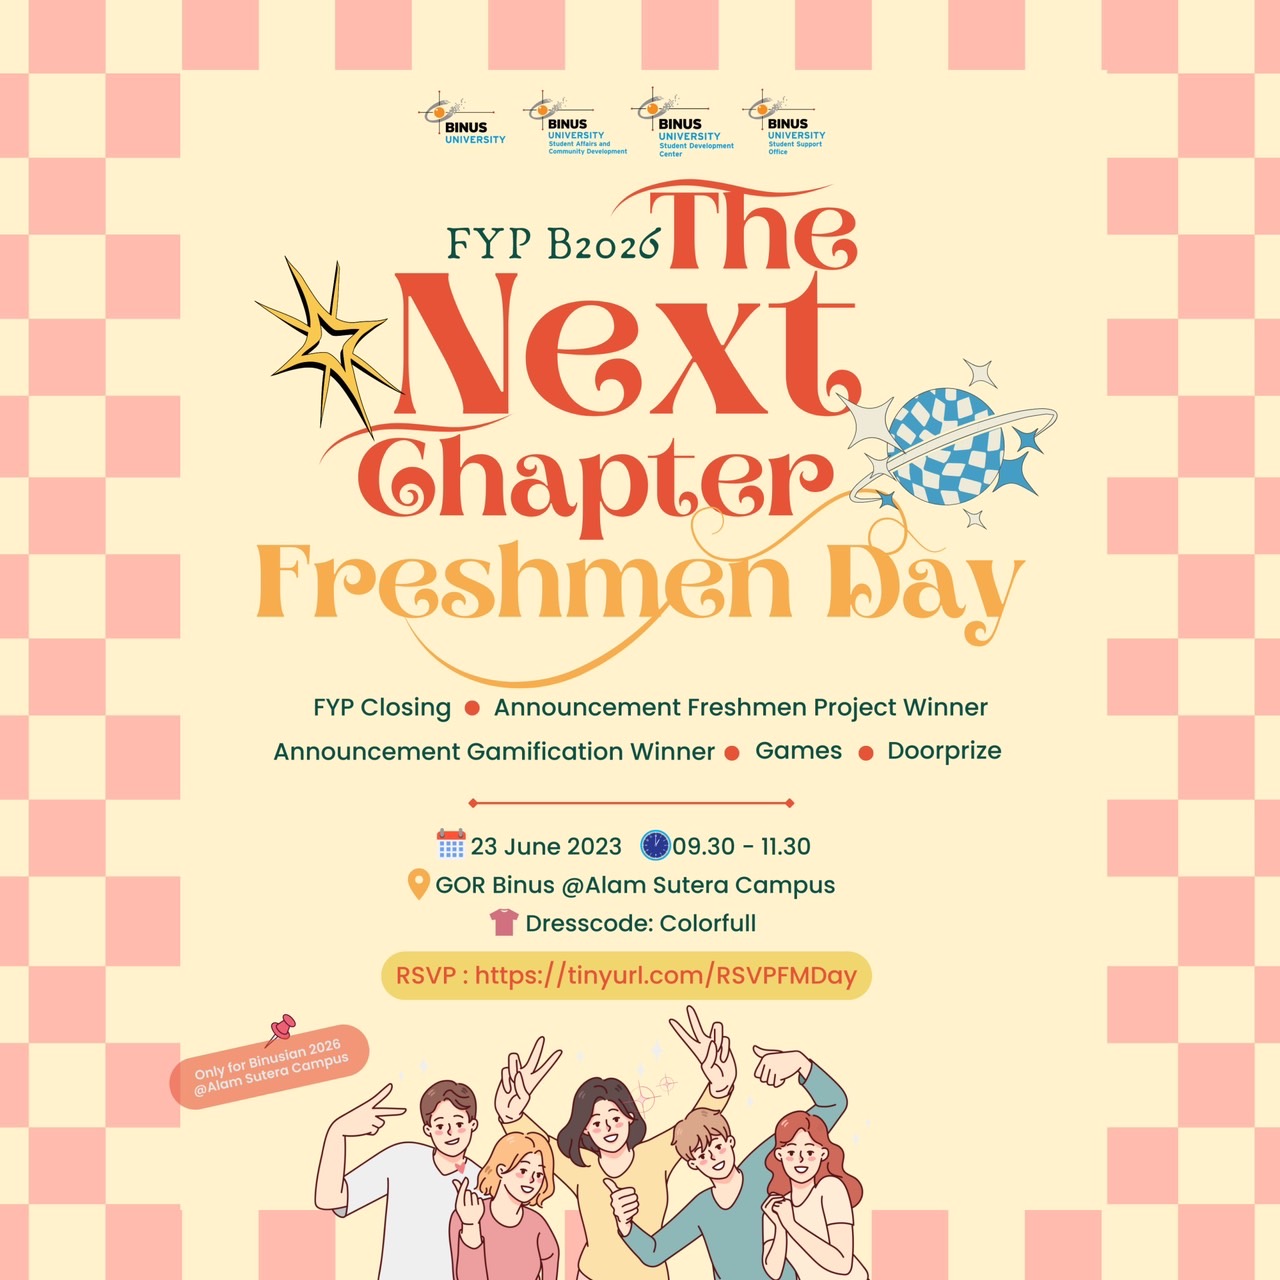 BINUS
UNIVERSITY
BINUS
UNIVERSITY
Student Affairs and
Community Development
BINUS
UNIVERSITY
Student Development
Center
BINUS
UNIVERSITY
Student Support
Office
FYP B2026 The
Next
Chapter
Freshmen Day
FYP Closing ● Announcement Freshmen Project Winner
Announcement Gamification Winner ● Games ● Doorprize
23 June 2023 09.30 - 11.30
GOR Binus @Alam Sutera Campus
Dresscode: Colorfull
RSVP : https://tinyurl.com/RSVPFMDay
Only for Binusian 2026
@Alam Sutera Campus